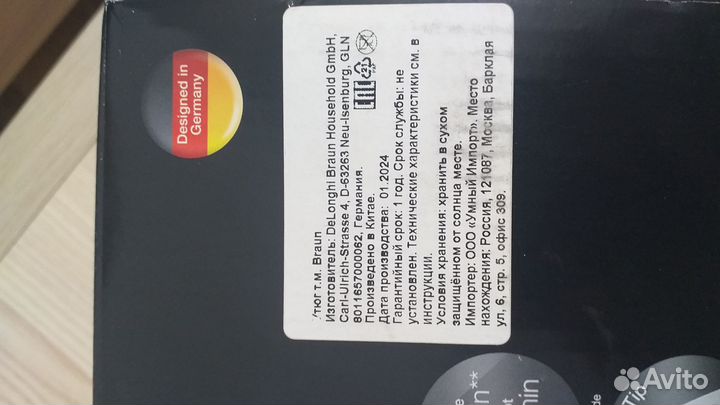 Designed in
Germany
Утюг т.м. Braun
Изготовитель: DeLonghi Braun Household GmbH,
Carl-Ulrich-Strasse 4, D-63263 Neu-Isenburg, GLN
8011657000062, Германия.
Произведено в Китае.
Дата производства: 01.2024
Гарантийный срок: 1 год. Срок службы: не
установлен. Технические характеристики см. в
инструкции.
Условия хранения: хранить в сухом
защищённом от солнца месте.
Импортер: ООО «Умный Импорт». Место
нахождения: Россия, 121087, Москва, Барклая
ул, 6, стр. 5, офис 309.
EAC
Tip
Avito